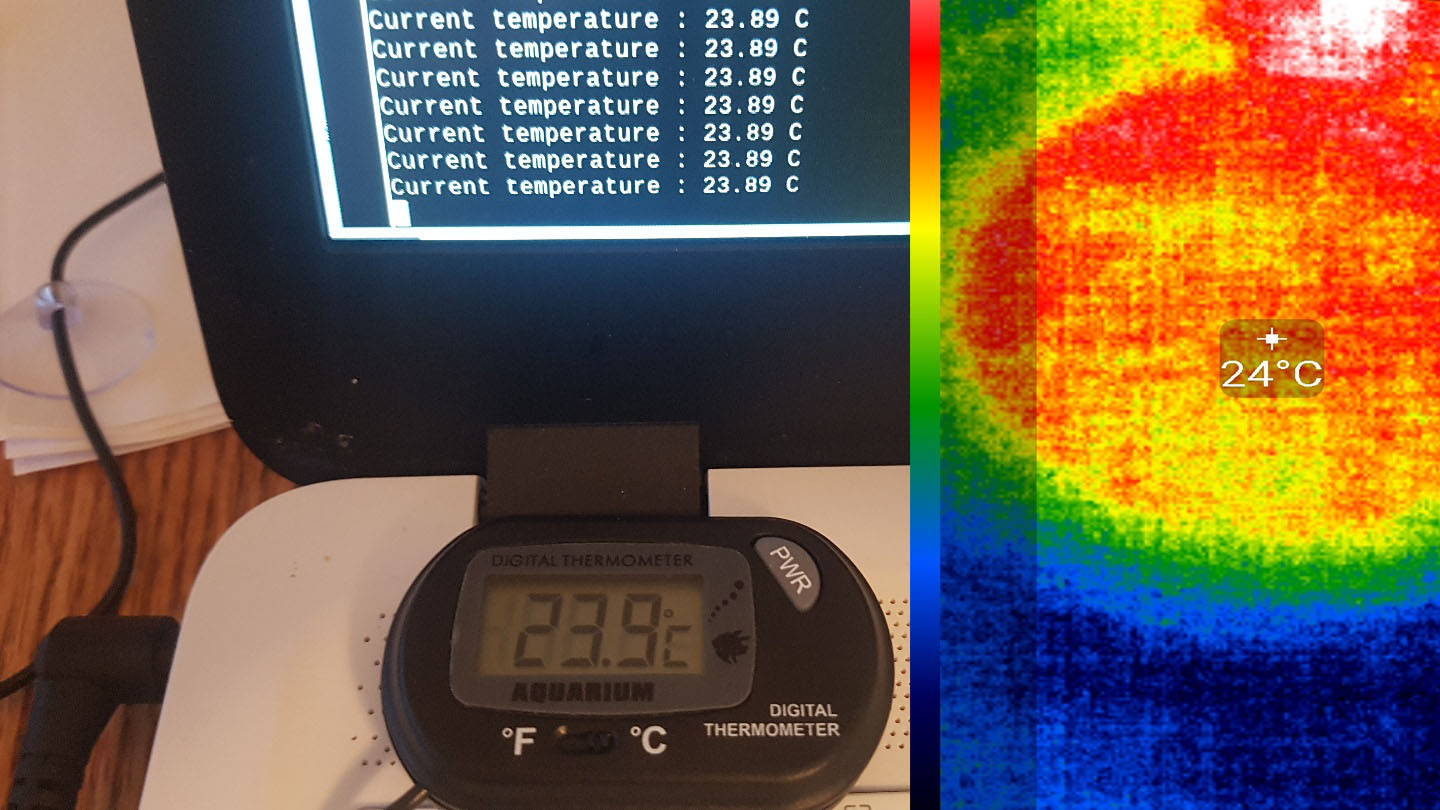 Current temperature : 23.89 C
Current temperature : 23.89 C
Current temperature : 23.89 C
Current temperature : 23.89 C
Current temperature : 23.89 C
Current temperature : 23.89 C
Current temperature : 23.89 C
DIGITAL THERMOMETER
PWR
23.9°C
AQUARIUM
°F °C
DIGITAL
THERMOMETER
24°C